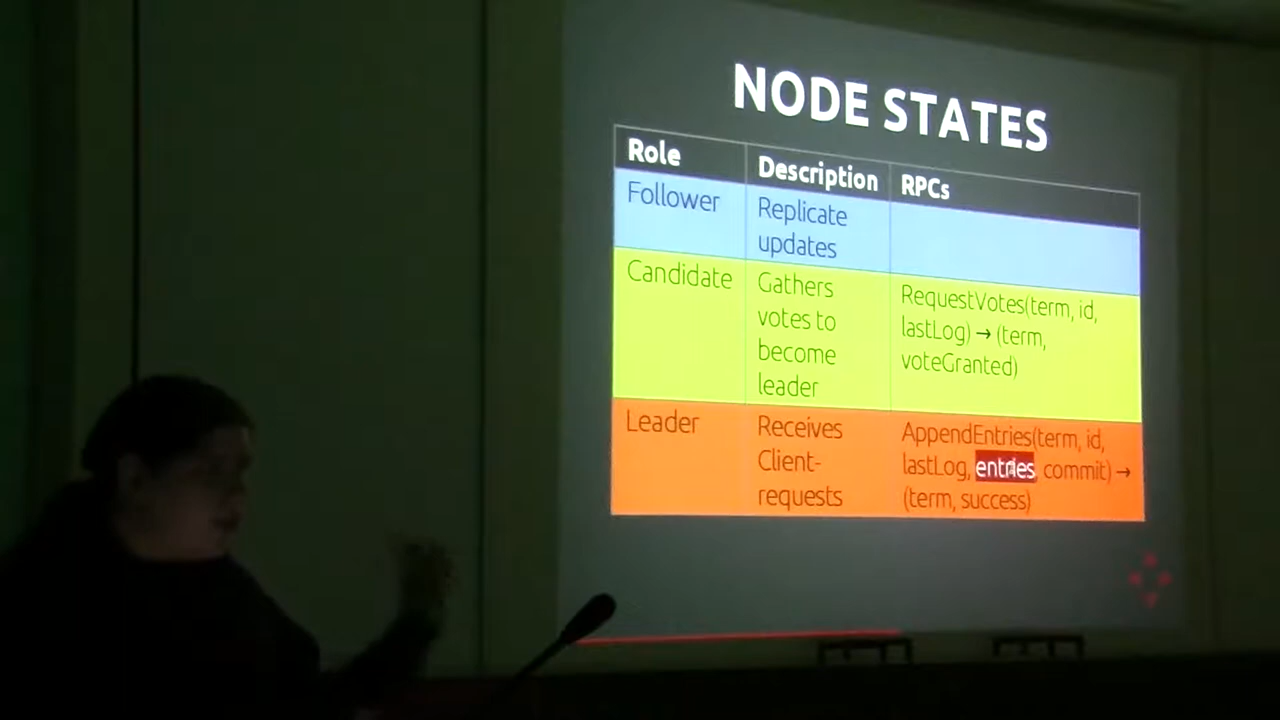 NODE STATES
Role
Description
RPCs
Follower
Replicate
updates
Candidate
Gathers
votes to
become
leader
RequestVotes(term, id,
lastLog) → (term,
voteGranted)
Leader
Receives
Client-
requests
AppendEntries(term, id,
lastLog, entries, commit) →
(term, success)